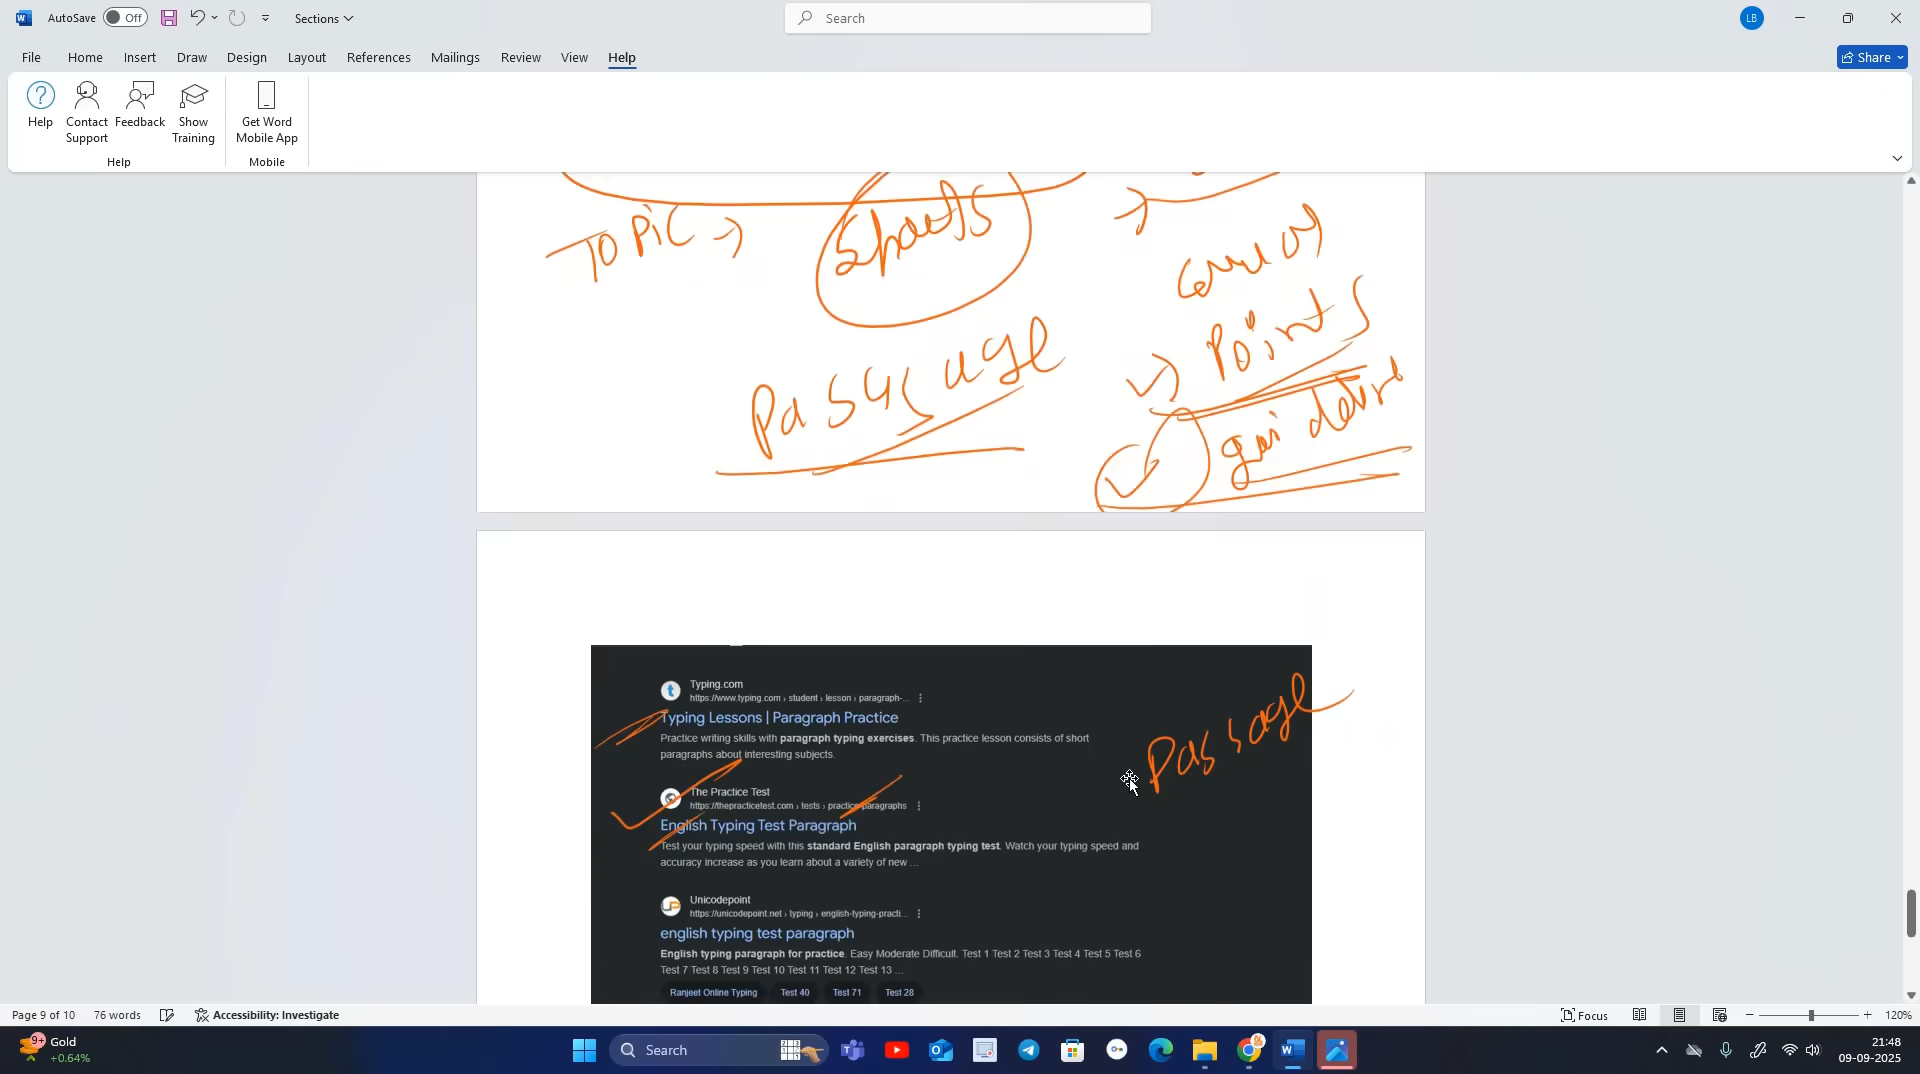 AutoSave Off Sections Search LB
File Home Insert Draw Design Layout References Mailings Review View Help Share
Help Contact Support Feedback Show Training Get Word Mobile App
Help Mobile
TOPIC → Sports
Points
Passage
Typing.com
https://www.typing.com › student › lesson › paragraph-...
Typing Lessons | Paragraph Practice
Practice writing skills with paragraph typing exercises. This practice lesson consists of short
paragraphs about interesting subjects.
Passage
The Practice Test
https://thepracticetest.com › tests › practice-paragraphs
English Typing Test Paragraph
Test your typing speed with this standard English paragraph typing test. Watch your typing speed and
accuracy increase as you learn about a variety of new ...
Unicodepoint
https://unicodepoint.net › typing › english-typing-practi...
english typing test paragraph
English typing paragraph for practice. Easy Moderate Difficult. Test 1 Test 2 Test 3 Test 4 Test 5 Test 6
Test 7 Test 8 Test 9 Test 10 Test 11 Test 12 Test 13 ...
Ranjeet Online Typing Test 40 Test 71 Test 28
Page 9 of 10 76 words Accessibility: Investigate Focus 120%
9+ Gold
+0.64%
Search
21:48
09-09-2025